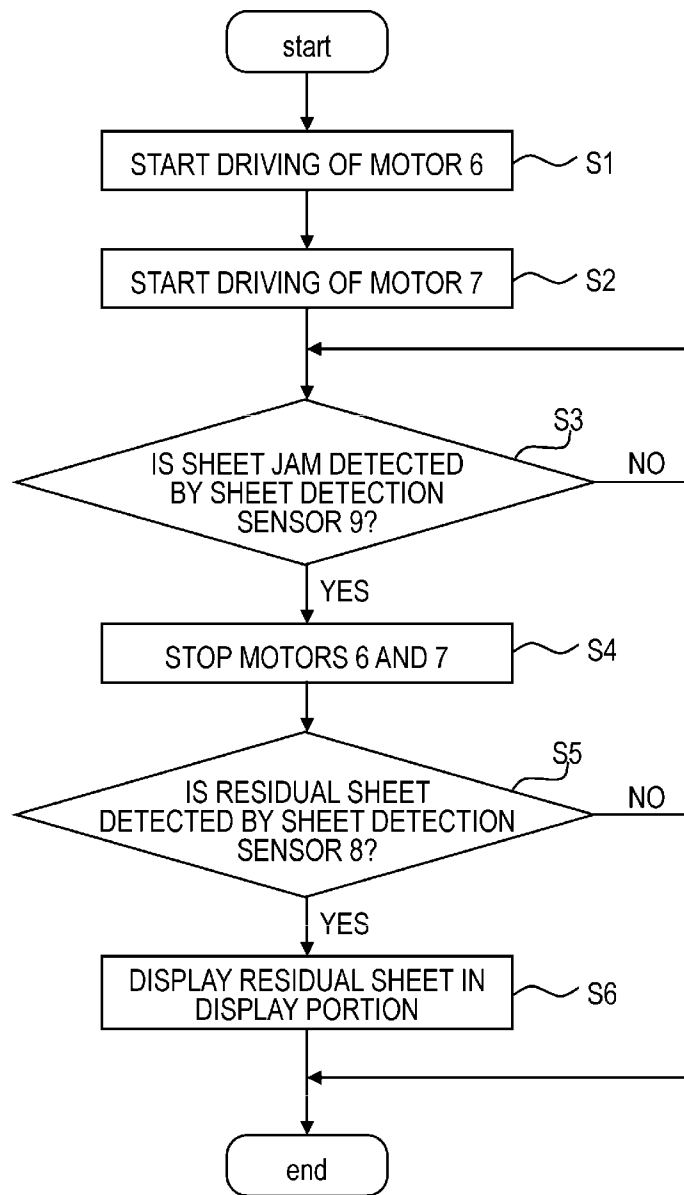 start
START DRIVING OF MOTOR 6
S1
START DRIVING OF MOTOR 7
S2
S3
IS SHEET JAM DETECTED
BY SHEET DETECTION
SENSOR 9?
NO
YES
STOP MOTORS 6 AND 7
S4
S5
IS RESIDUAL SHEET
DETECTED BY SHEET DETECTION
SENSOR 8?
NO
YES
DISPLAY RESIDUAL SHEET IN
DISPLAY PORTION
S6
end